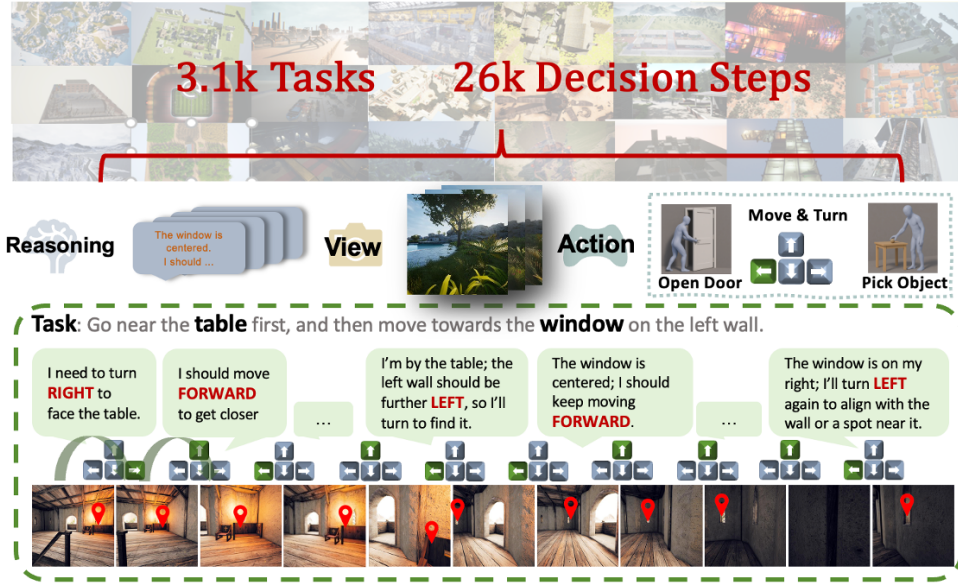 3.1k Tasks 26k Decision Steps
Reasoning
The window is
centered.
I should ...
View
Action
Open Door
Move & Turn
Pick Object
Task: Go near the table first, and then move towards the window on the left wall.
I need to turn
RIGHT to
face the table.
I should move
FORWARD
to get closer
...
I'm by the table; the
left wall should be
further LEFT, so I'll
turn to find it.
The window is
centered; I should
keep moving
FORWARD.
...
The window is on my
right; I'll turn LEFT
again to align with the
wall or a spot near it.